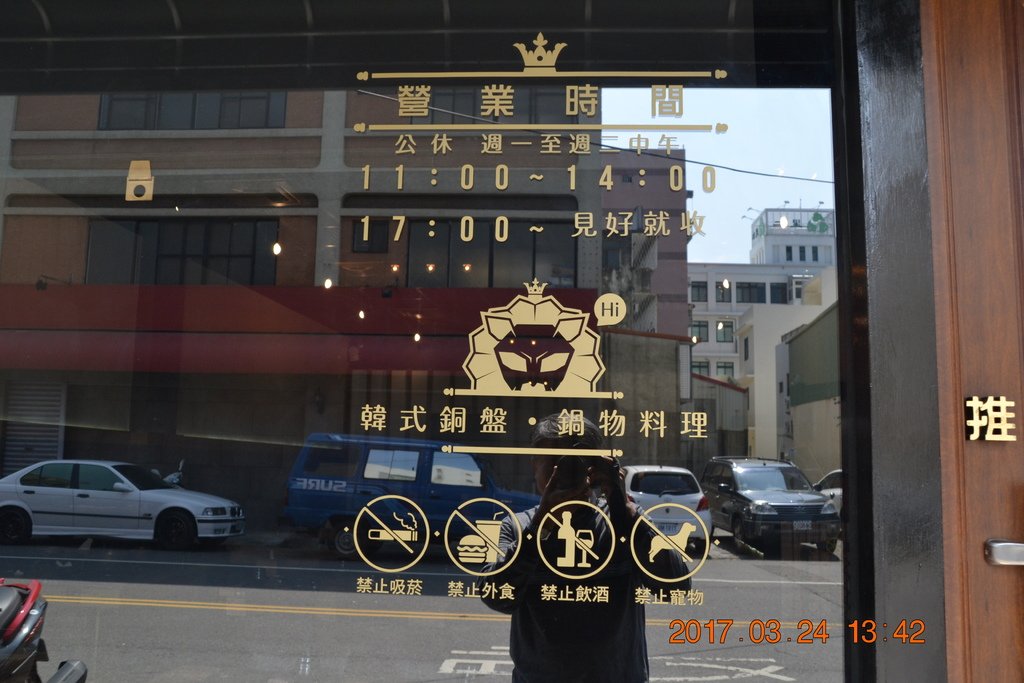 營業時間
公休 週一至週三中午
11:00~14:00
17:00~ 見好就收
Hi
韓式銅盤·鍋物料理
SURF
禁止吸菸 禁止外食 禁止飲酒 禁止寵物
推
2017.03.24 13:42